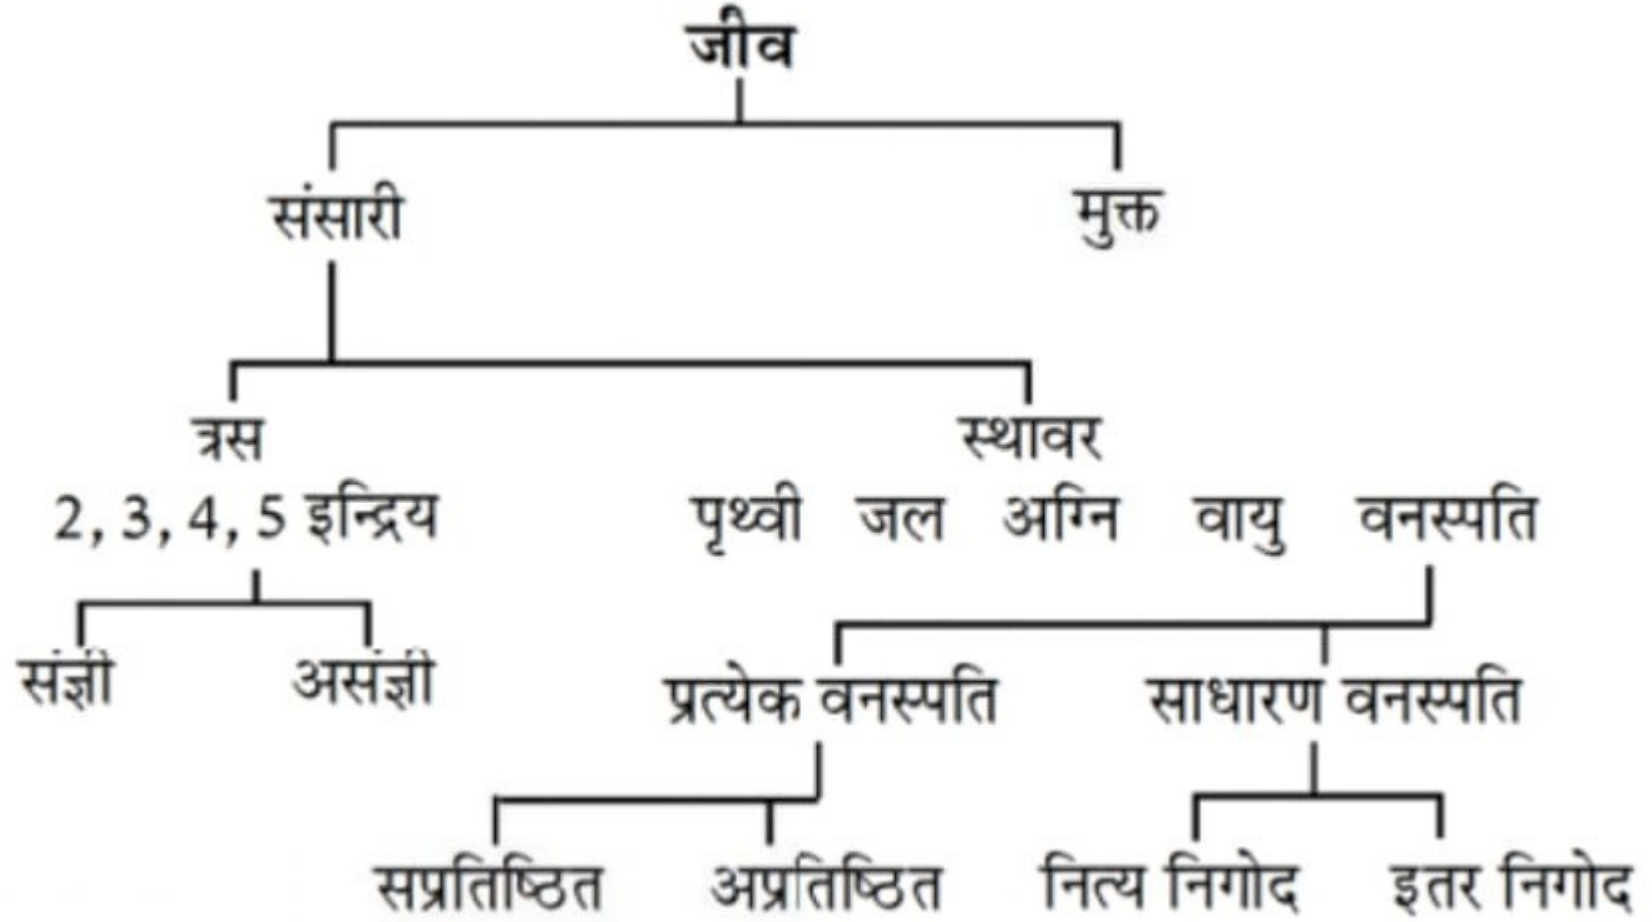 जीव
संसारी मुक्त
त्रस स्थावर
2, 3, 4, 5 इन्द्रिय पृथ्वी जल अग्नि वायु वनस्पति
संज्ञी असंज्ञी प्रत्येक वनस्पति साधारण वनस्पति
सप्रतिष्ठित अप्रतिष्ठित नित्य निगोद इतर निगोद